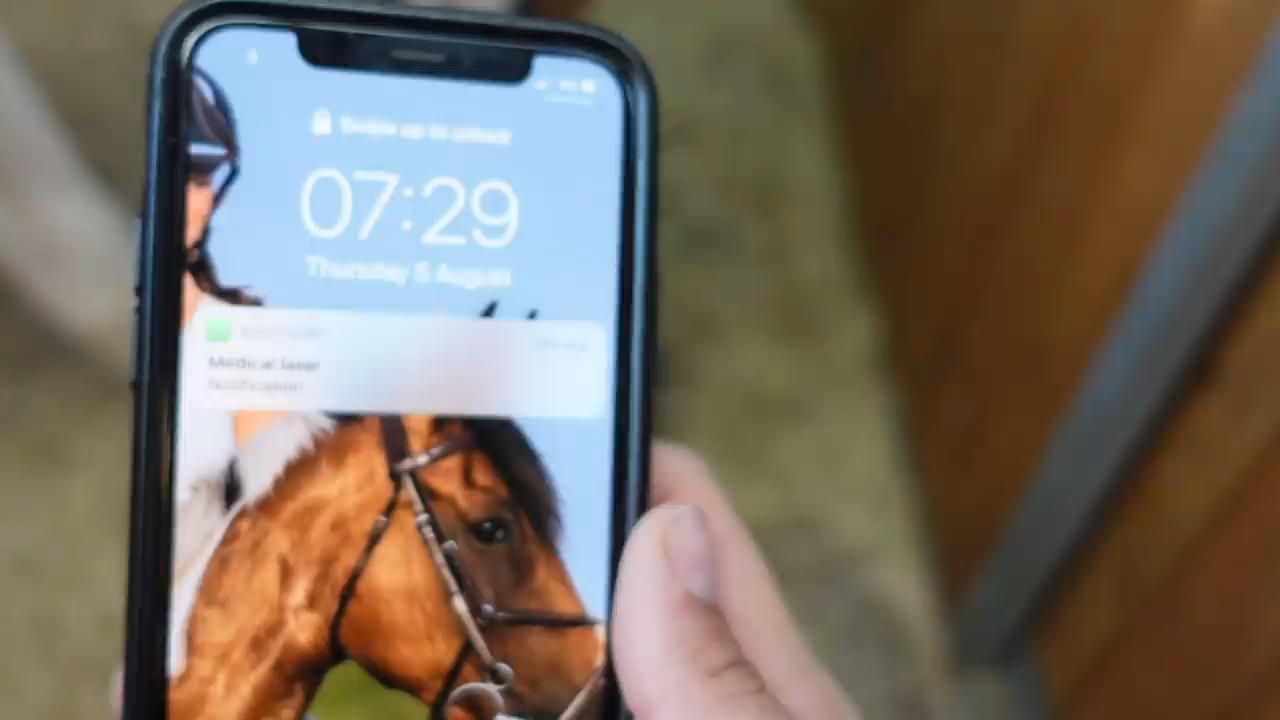 Swipe up to unlock
07:29
Thursday 5 August
Medical laser
Notification